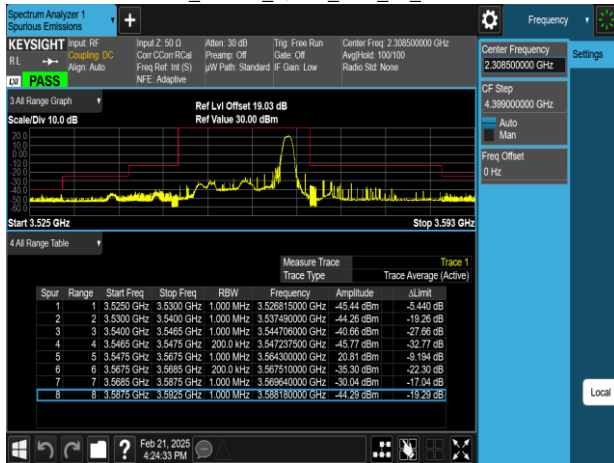 Spectrum Analyzer 1
Spurious Emissions
Frequency
KEYSIGHT
Input: RF
Coupling: DC
Align: Auto
Input Z: 50 Ω
Corr CCorr RCal
Freq Ref: Int (S)
NFE: Adaptive
Atten: 30 dB
Preamp: Off
µW Path: Standard
Trig: Free Run
Gate: Off
IF Gain: Low
Center Freq: 2.308500000 GHz
Avg|Hold: 100/100
Radio Std: None
RL
LXI
PASS
Center Frequency
2.308500000 GHz
Settings
CF Step
4.399000000 GHz
Auto
Man
Freq Offset
0 Hz
3 All Range Graph
Scale/Div 10.0 dB
Ref Lvl Offset 19.03 dB
Ref Value 30.00 dBm
20.0
10.0
0.00
-10.0
-20.0
-30.0
-40.0
-50.0
-60.0
Start 3.525 GHz
Stop 3.593 GHz
4 All Range Table
Measure Trace Trace 1
Trace Type Trace Average (Active)
Spur Range Start Freq Stop Freq RBW Frequency Amplitude ΔLimit
1 1 3.5250 GHz 3.5300 GHz 1.000 MHz 3.526815000 GHz -45.44 dBm -5.440 dB
2 2 3.5300 GHz 3.5400 GHz 1.000 MHz 3.537490000 GHz -44.26 dBm -19.26 dB
3 3 3.5400 GHz 3.5465 GHz 1.000 MHz 3.544706000 GHz -40.66 dBm -27.66 dB
4 4 3.5465 GHz 3.5475 GHz 200.0 kHz 3.547237500 GHz -45.77 dBm -32.77 dB
5 5 3.5475 GHz 3.5675 GHz 1.000 MHz 3.564300000 GHz 20.81 dBm -9.194 dB
6 6 3.5675 GHz 3.5685 GHz 200.0 kHz 3.567510000 GHz -35.30 dBm -22.30 dB
7 7 3.5685 GHz 3.5875 GHz 1.000 MHz 3.569640000 GHz -30.04 dBm -17.04 dB
8 8 3.5875 GHz 3.5925 GHz 1.000 MHz 3.588180000 GHz -44.29 dBm -19.29 dB
Local
Feb 21, 2025
4:24:33 PM